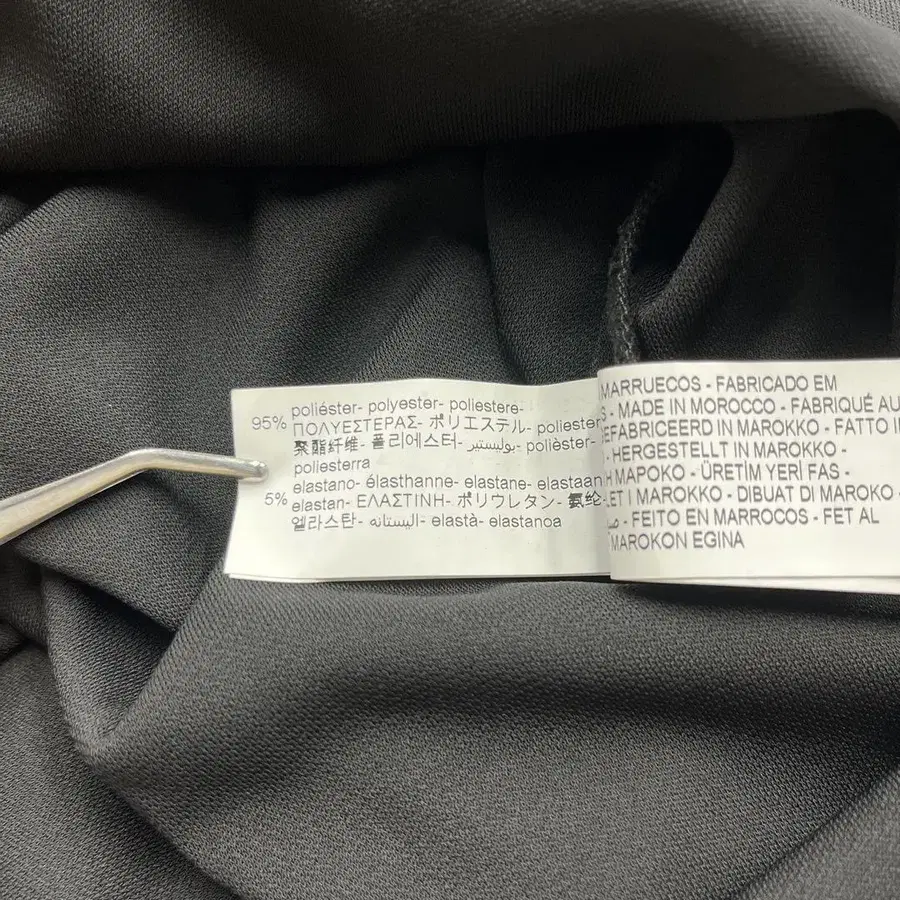 95% poliéster- polyester- poliestere-
ΠΟΛΥΕΣΤΕΡΑΣ- ポリエステル- poliester
聚酯纤维- 폴리에스터- بوليستير- polièster-
poliesterra
5% elastano- élasthanne- elastane- elastaan
elastan- ΕΛΑΣΤΙΝΗ- ポリウレタン- 氨纶
엘라스탄- اليستانه- elastà- elastanoa
MARRUECOS - FABRICADO EM
S - MADE IN MOROCCO - FABRIQUÉ AU
EFABRICEERD IN MAROKKO - FATTO I
- HERGESTELLT IN MAROKKO-
Η ΜΑΡΟΚΟ - ÜRETİM YERİ FAS -
LET I MAROKKO - DIBUAT DI MAROKO -
- FEITO EN MARROCOS - FET AL
MAROKON EGINA